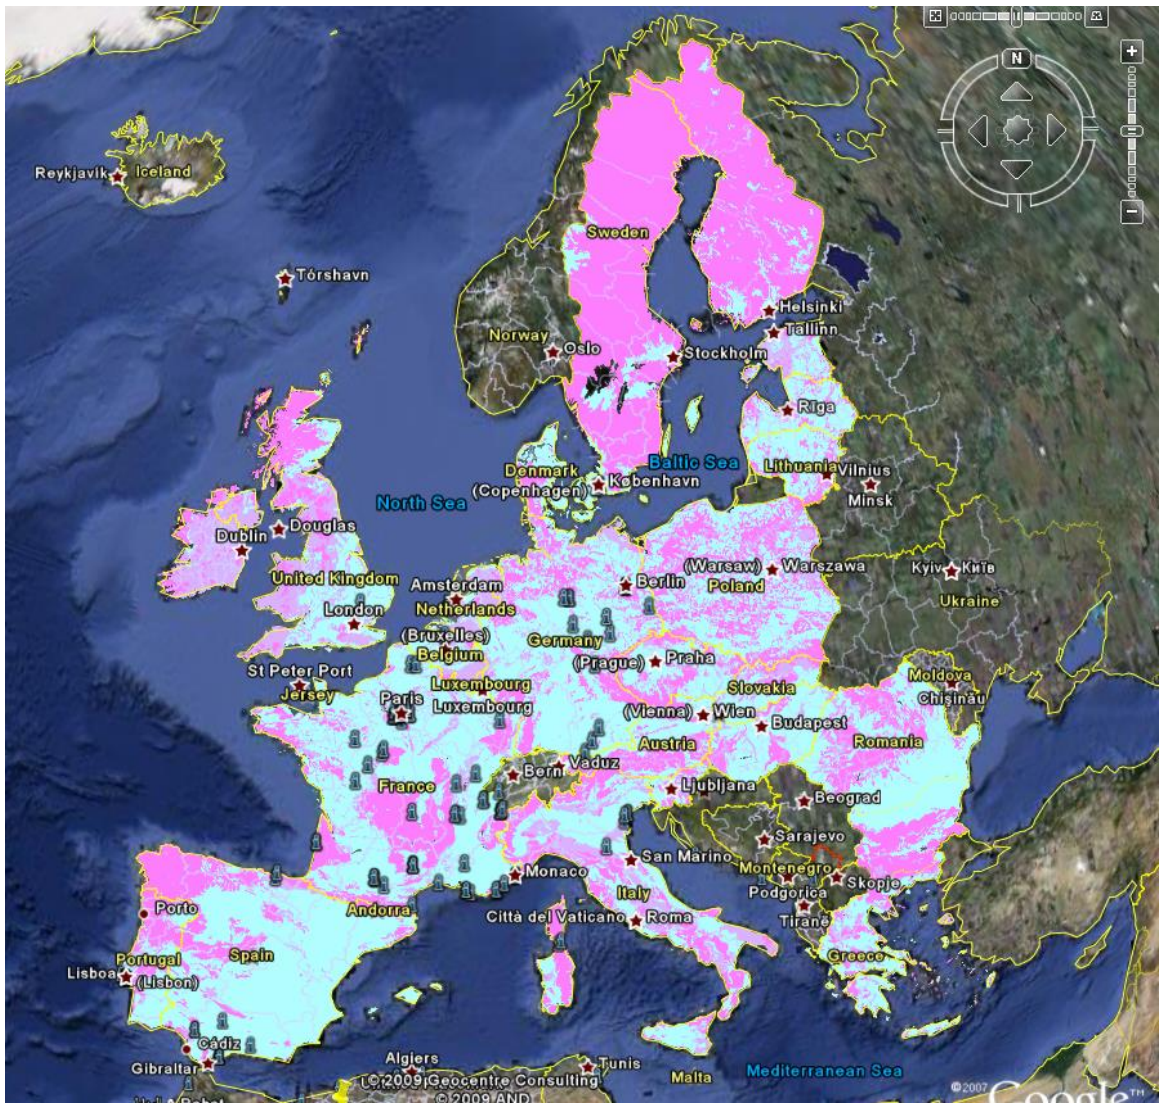 N
Reykjavík
Iceland
Sweden
Tórshavn
Helsinki
Tallinn
Norway
Oslo
Stockholm
Rīga
Baltic Sea
Denmark
Lithuania
Vilnius
(Copenhagen)
København
Minsk
North Sea
Douglas
Dublin
(Warsaw)
Warszawa
Kyiv
Київ
United Kingdom
Amsterdam
Berlin
Poland
Ukraine
London
Netherlands
(Bruxelles)
Germany
Belgium
(Prague)
Praha
St Peter Port
Jersey
Luxembourg
Luxembourg
Slovakia
Moldova
Chişinău
Paris
(Vienna)
Wien
Budapest
Austria
Romania
France
Bern
Vaduz
Ljubljana
Beograd
Sarajevo
San Marino
Monaco
Montenegro
Skopje
Italy
Podgorica
Porto
Andorra
Città del Vaticano
Roma
Tiranë
Portugal
Spain
Greece
Lisboa
(Lisbon)
Cádiz
Gibraltar
Algiers
Tunis
Malta
Mediterranean Sea
© 2009 Geocentre Consulting
© 2009 AND
©2007
Google™